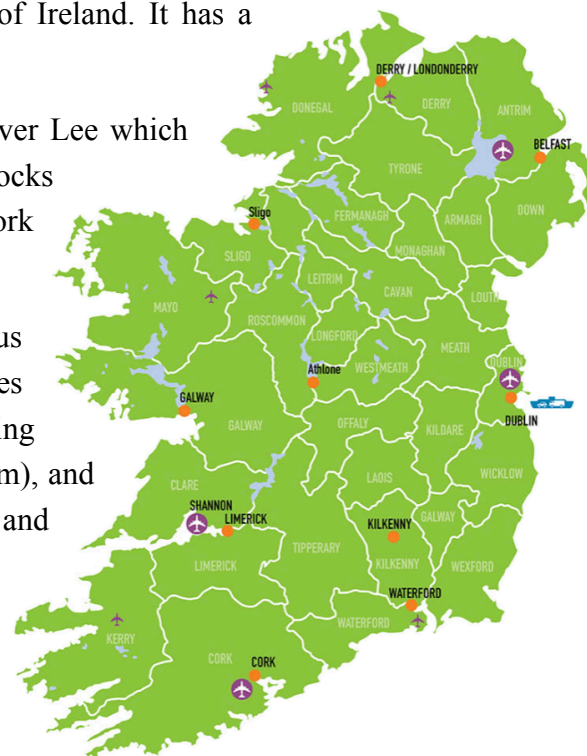 of Ireland. It has a
ver Lee which
ocks
ork
us
es
ing
m), and
and
DERRY / LONDONDERRY
DONEGAL
DERRY
ANTRIM
BELFAST
TYRONE
DOWN
FERMANAGH
ARMAGH
Sligo
MONAGHAN
SLIGO
LEITRIM
CAVAN
LOUTH
MAYO
ROSCOMMON
LONGFORD
MEATH
WESTMEATH
DUBLIN
Athlone
GALWAY
DUBLIN
GALWAY
OFFALY
KILDARE
LAOIS
WICKLOW
CLARE
SHANNON
LIMERICK
KILKENNY
GALWAY
TIPPERARY
LIMERICK
KILKENNY
WEXFORD
WATERFORD
WATERFORD
KERRY
CORK
CORK